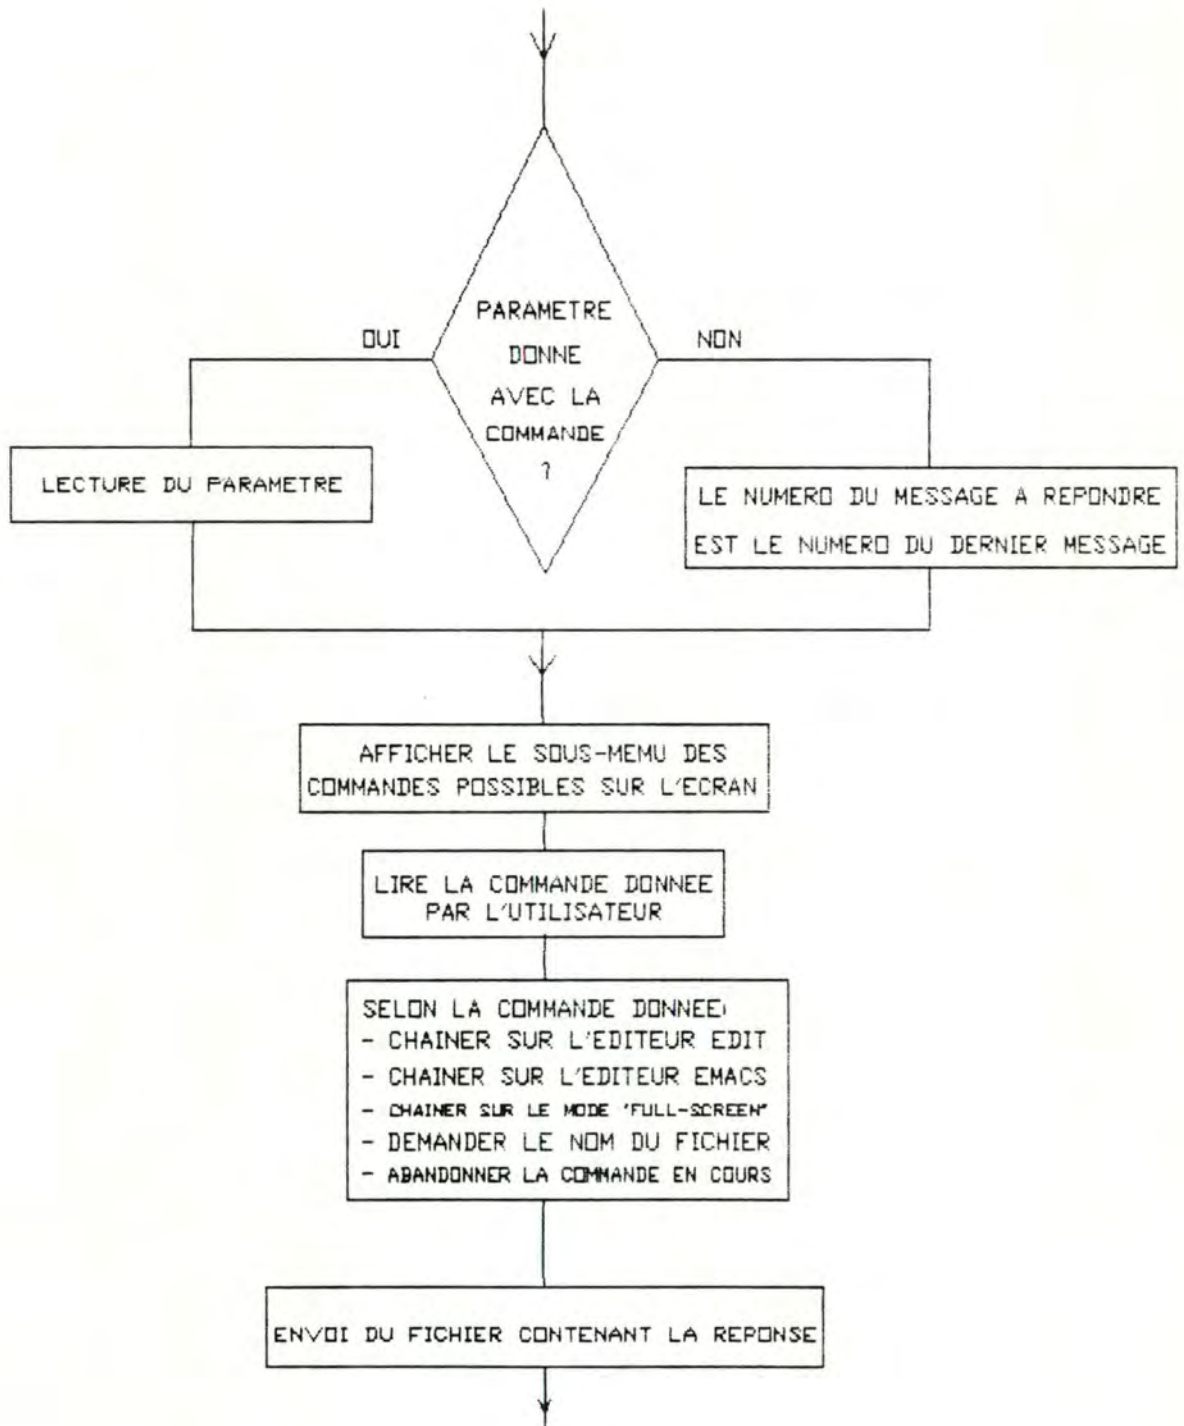 PARAMETRE
OUI
NON
DONNE
AVEC LA
COMMANDE
?
LECTURE DU PARAMETRE
LE NUMERO DU MESSAGE A REPONDRE
EST LE NUMERO DU DERNIER MESSAGE
AFFICHER LE SOUS-MEMU DES
COMMANDES POSSIBLES SUR L'ECRAN
LIRE LA COMMANDE DONNEE
PAR L'UTILISATEUR
SELON LA COMMANDE DONNEE:
- CHAINER SUR L'EDITEUR EDIT
- CHAINER SUR L'EDITEUR EMACS
- CHAINER SUR LE MODE "FULL-SCREEN"
- DEMANDER LE NOM DU FICHIER
- ABANDONNER LA COMMANDE EN COURS
ENVOI DU FICHIER CONTENANT LA REPONSE